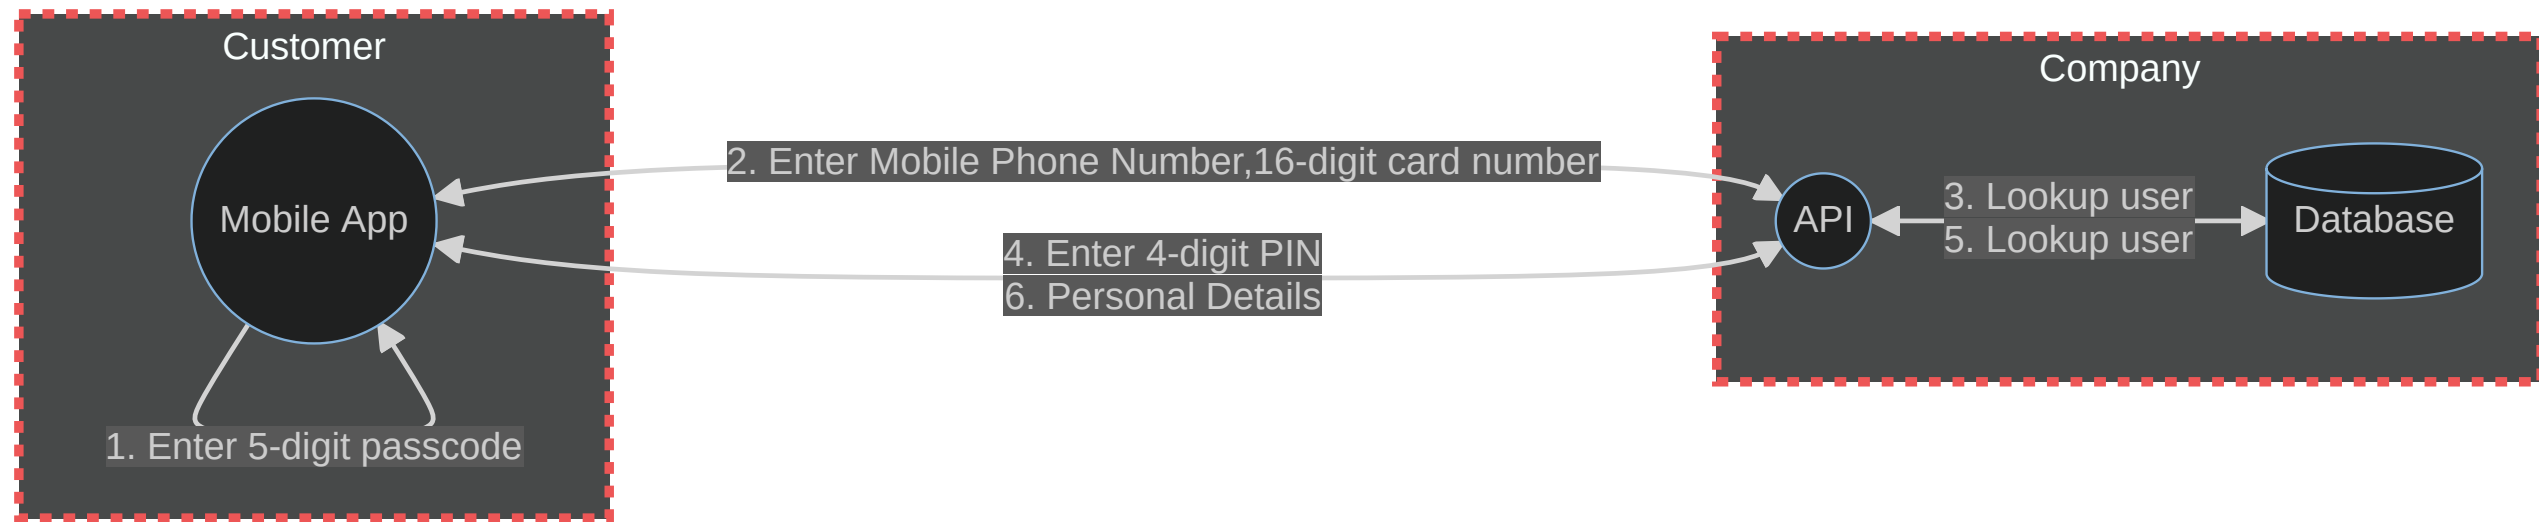 Customer
Mobile App
1. Enter 5-digit passcode
2. Enter Mobile Phone Number,16-digit card number
4. Enter 4-digit PIN
6. Personal Details
Company
API
3. Lookup user
5. Lookup user
Database